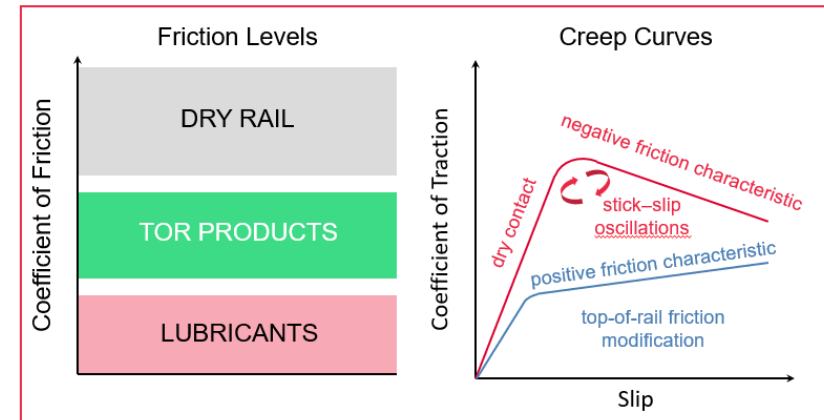 Friction Levels
Coefficient of Friction
DRY RAIL
TOR PRODUCTS
LUBRICANTS
Creep Curves
Coefficient of Traction
dry contact
negative friction characteristic
stick–slip
oscillations
positive friction characteristic
top-of-rail friction
modification
Slip